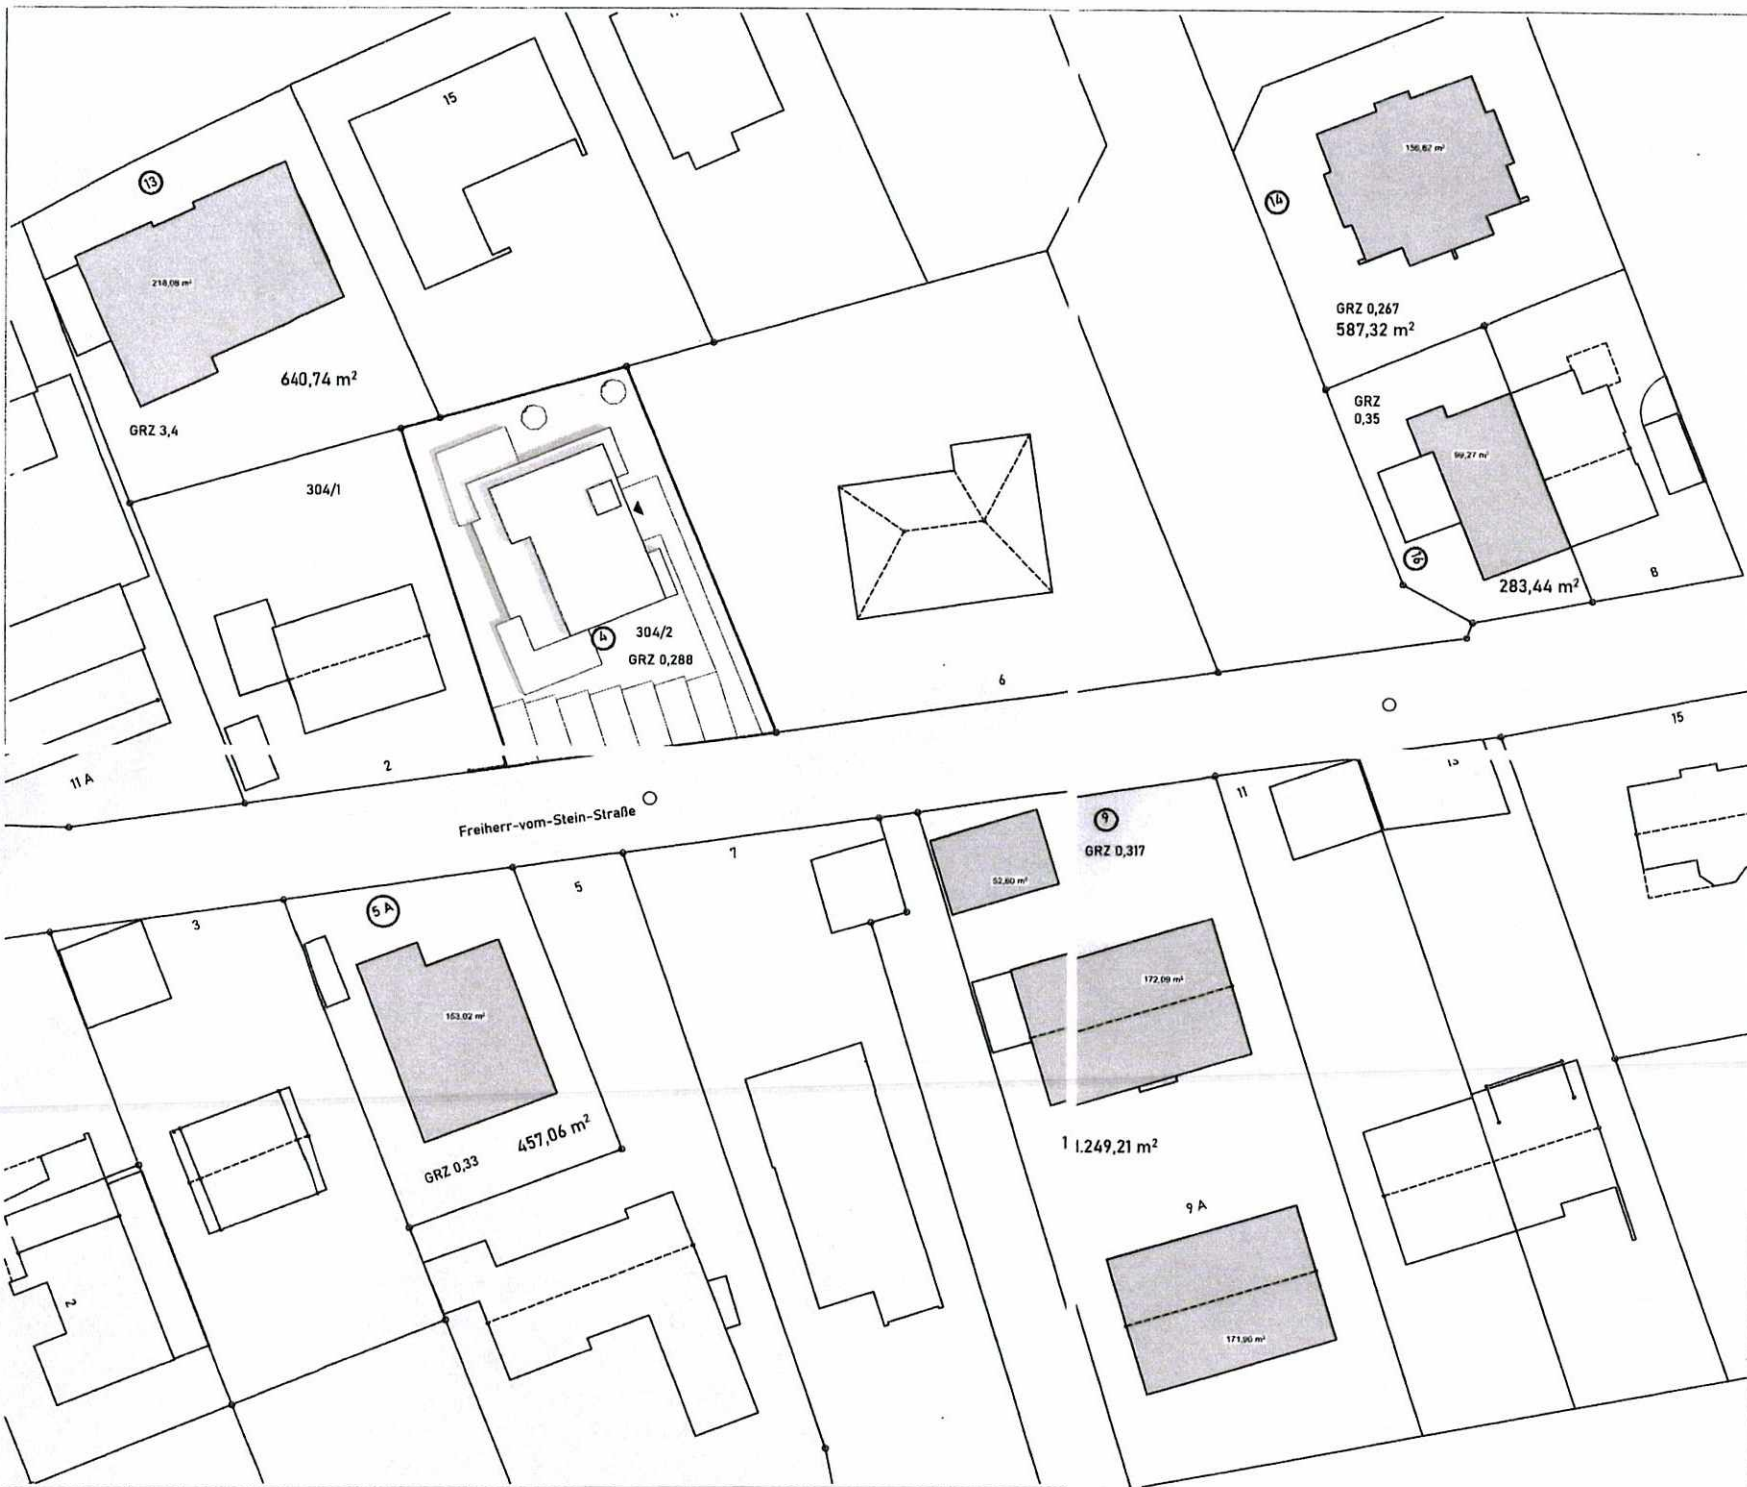 15
13
218,08 m²
640,74 m²
GRZ 3,4
14
GRZ 0,267
587,32 m²
GRZ
0,35
99,27 m²
16
283,44 m²
8
304/1
304/2
4
GRZ 0,288
6
2
11 A
15
Freiherr-vom-Stein-Straße
7
5
3
5 A
153,02 m²
457,06 m²
GRZ 0,33
9
GRZ 0,317
11
52,60 m²
172,09 m²
1 1.249,21 m²
9 A
171,90 m²
2